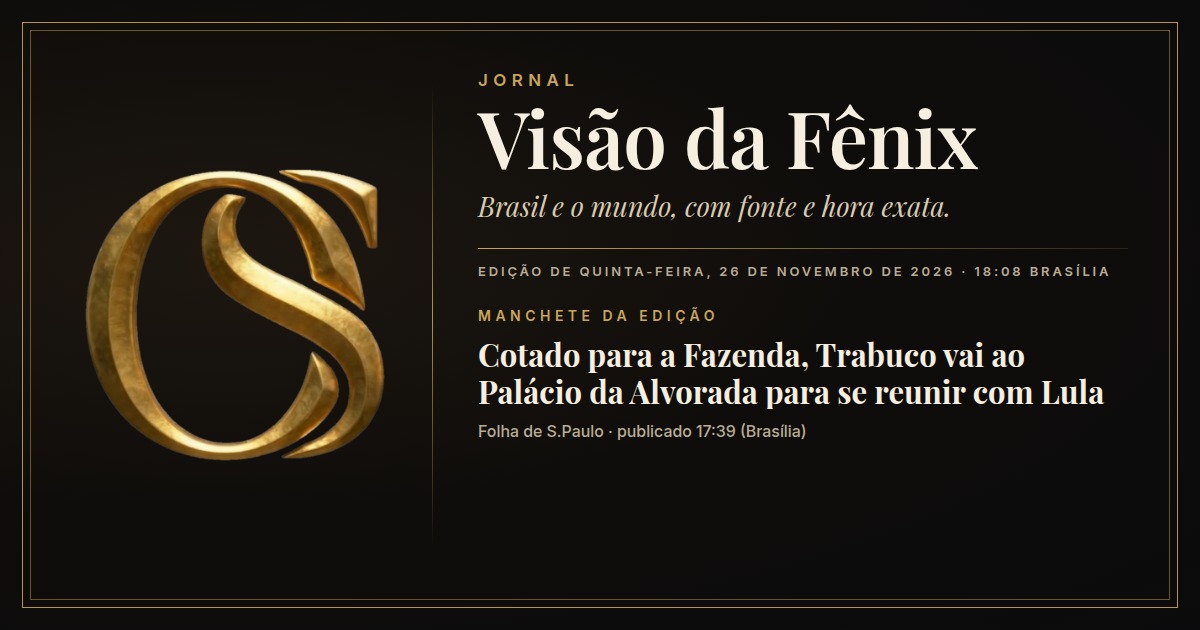 JORNAL
Visão da Fênix
Brasil e o mundo, com fonte e hora exata.
EDIÇÃO DE QUINTA-FEIRA, 26 DE NOVEMBRO DE 2026 · 18:08 BRASÍLIA
MANCHETE DA EDIÇÃO
Cotado para a Fazenda, Trabuco vai ao
Palácio da Alvorada para se reunir com Lula
Folha de S.Paulo · publicado 17:39 (Brasília)